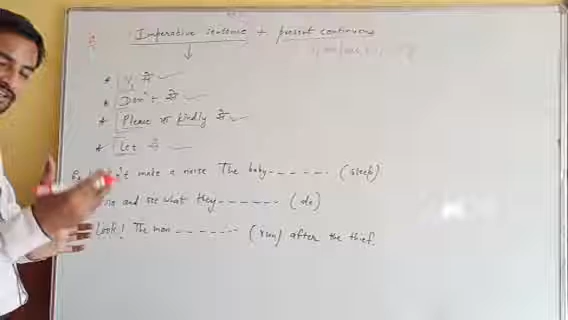 Imperative sentence + present continuous
* V₁ से
* Don't से
* Please या kindly से
* Let से
't make a noise The baby ------ (sleep)
and see what they ------ (do)
Look! The man ------ (run) after the thief.